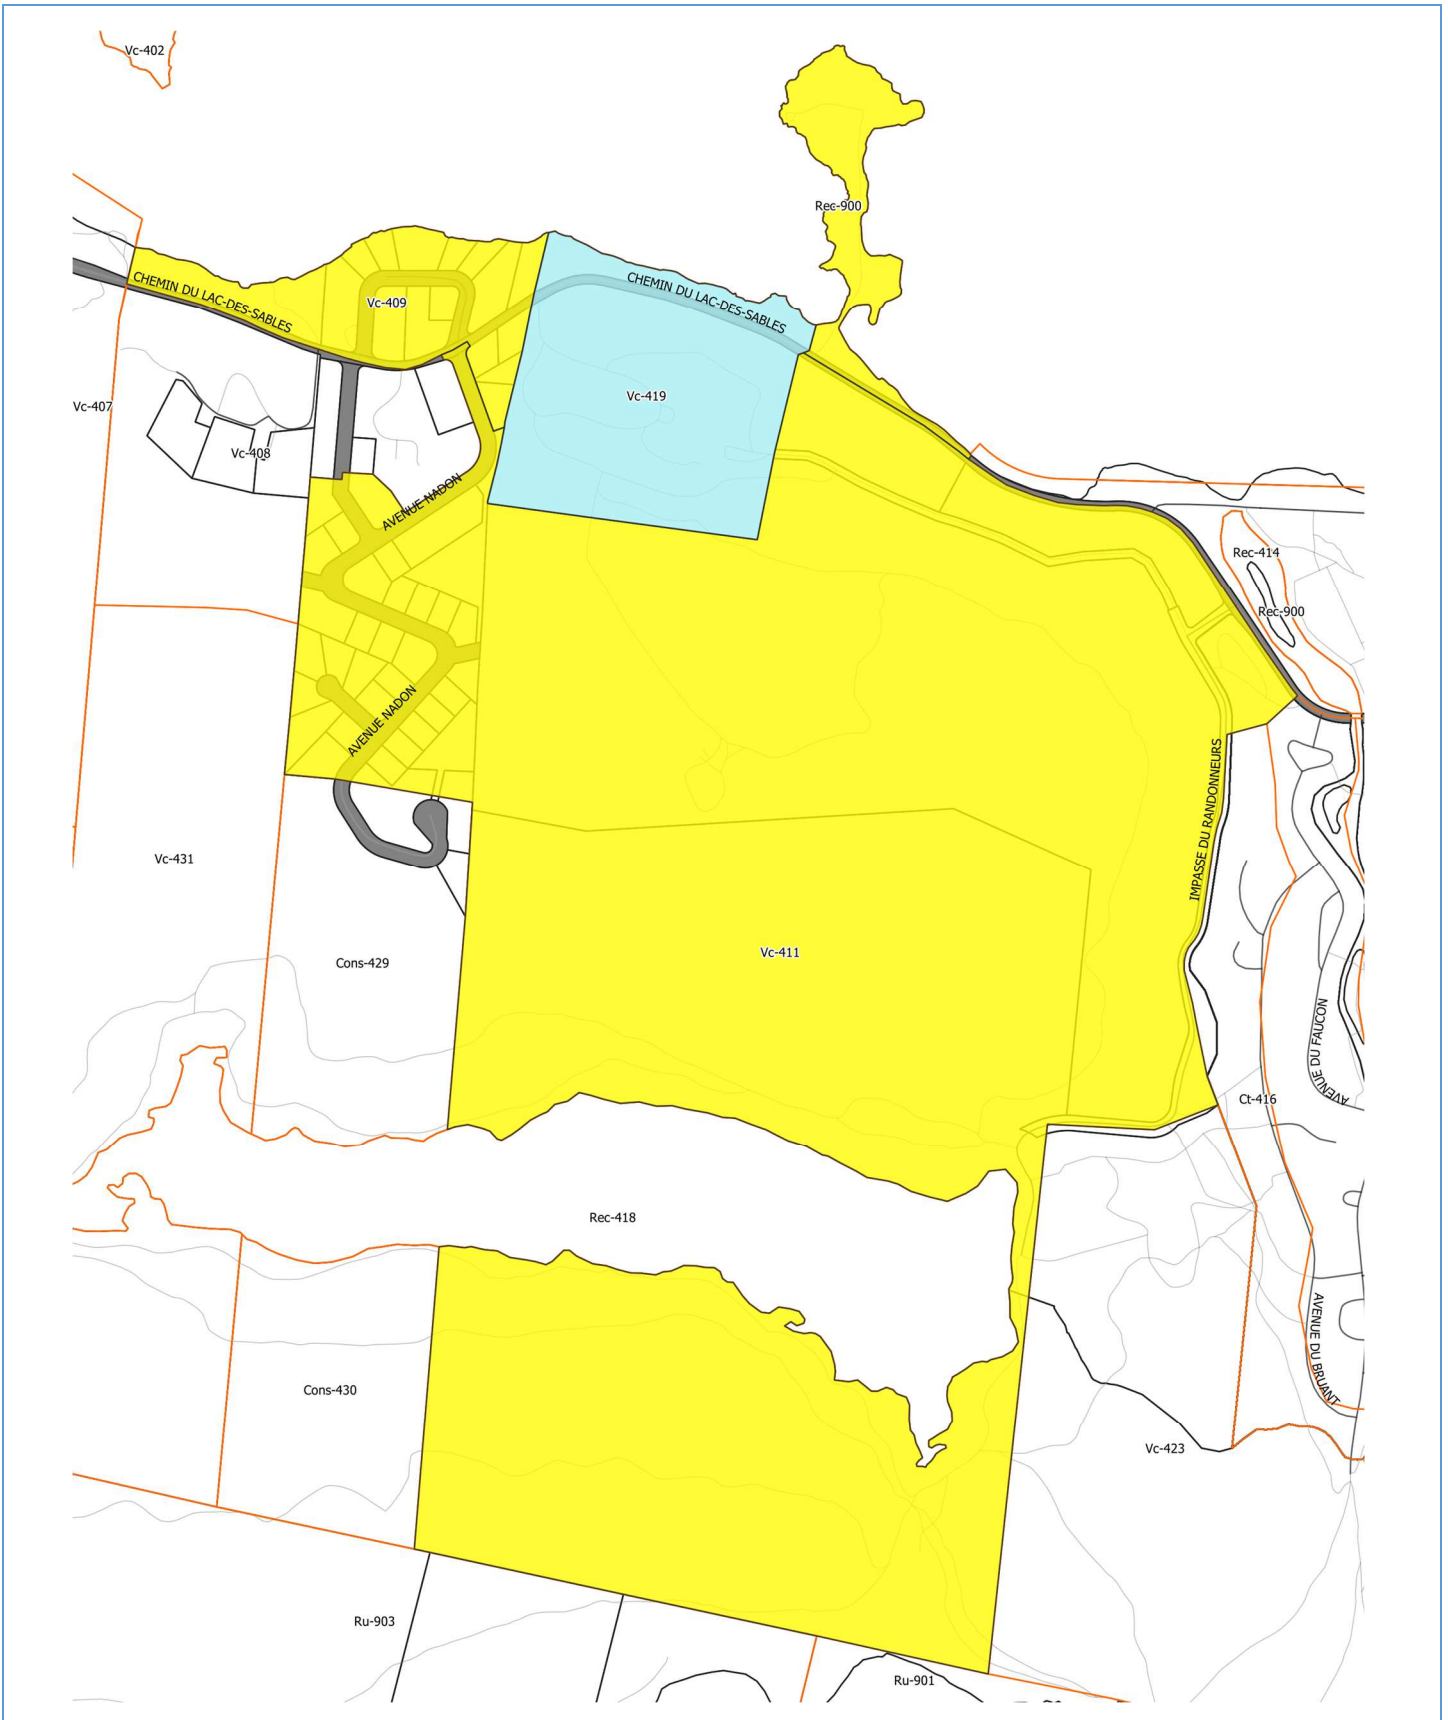 Vc-402
Rec-900
CHEMIN DU LAC-DES-SABLES
CHEMIN DU LAC-DES-SABLES
Vc-409
Vc-419
Vc-407
Vc-408
AVENUE NADON
Rec-414
Rec-900
AVENUE NADON
IMPASSE DU RANDONNEURS
Vc-431
Cons-429
Vc-411
AVENUE DU FAUCON
Ct-416
Rec-418
AVENUE DU BRUANT
Cons-430
Vc-423
Ru-903
Ru-901